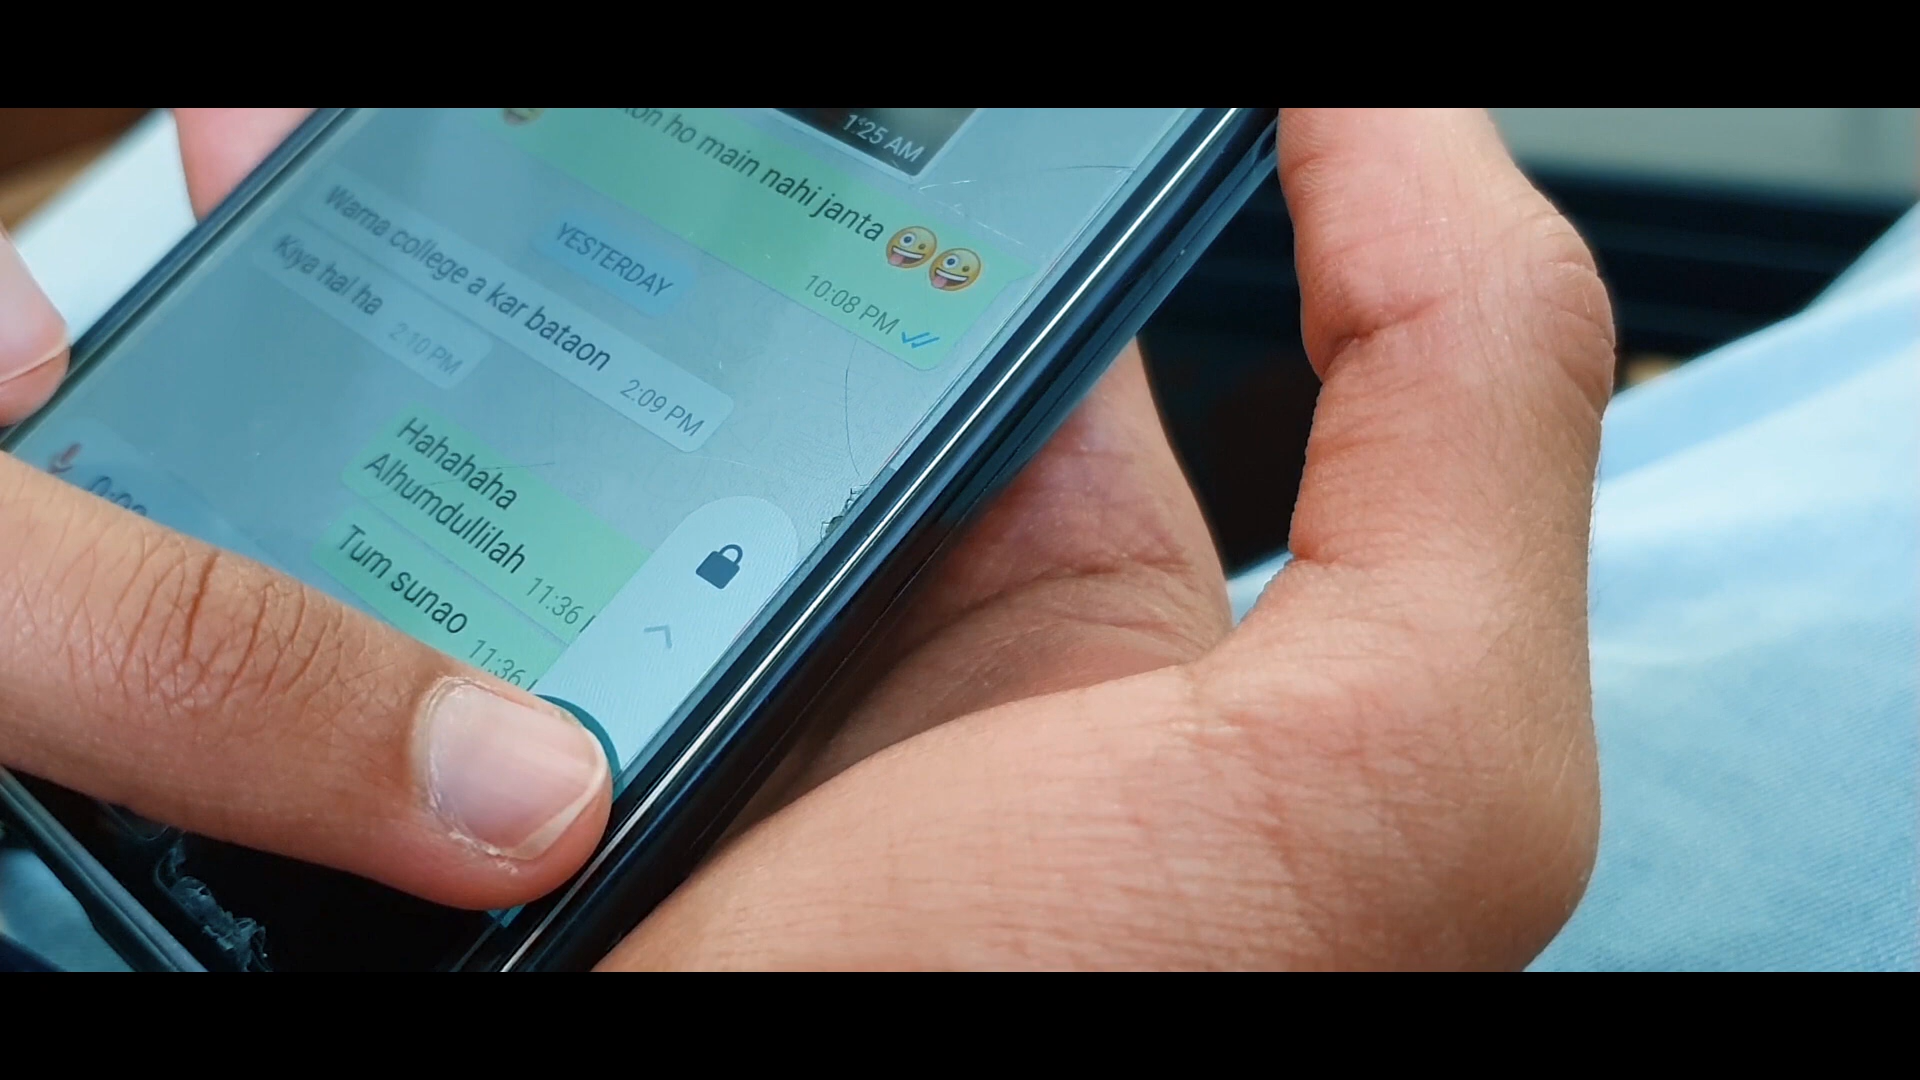 1:25 AM
ho main nahi janta 🤪🤪
10:08 PM
YESTERDAY
Warna college a kar bataon
2:09 PM
Kiya hal ha
2:10 PM
Hahahaha
Alhumdullilah
11:36
Tum sunao
11:36